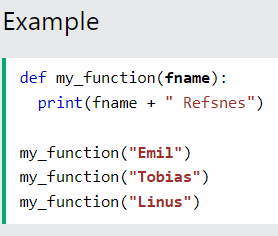 Example
def my_function(fname):
  print(fname + " Refsnes")

my_function("Emil")
my_function("Tobias")
my_function("Linus")